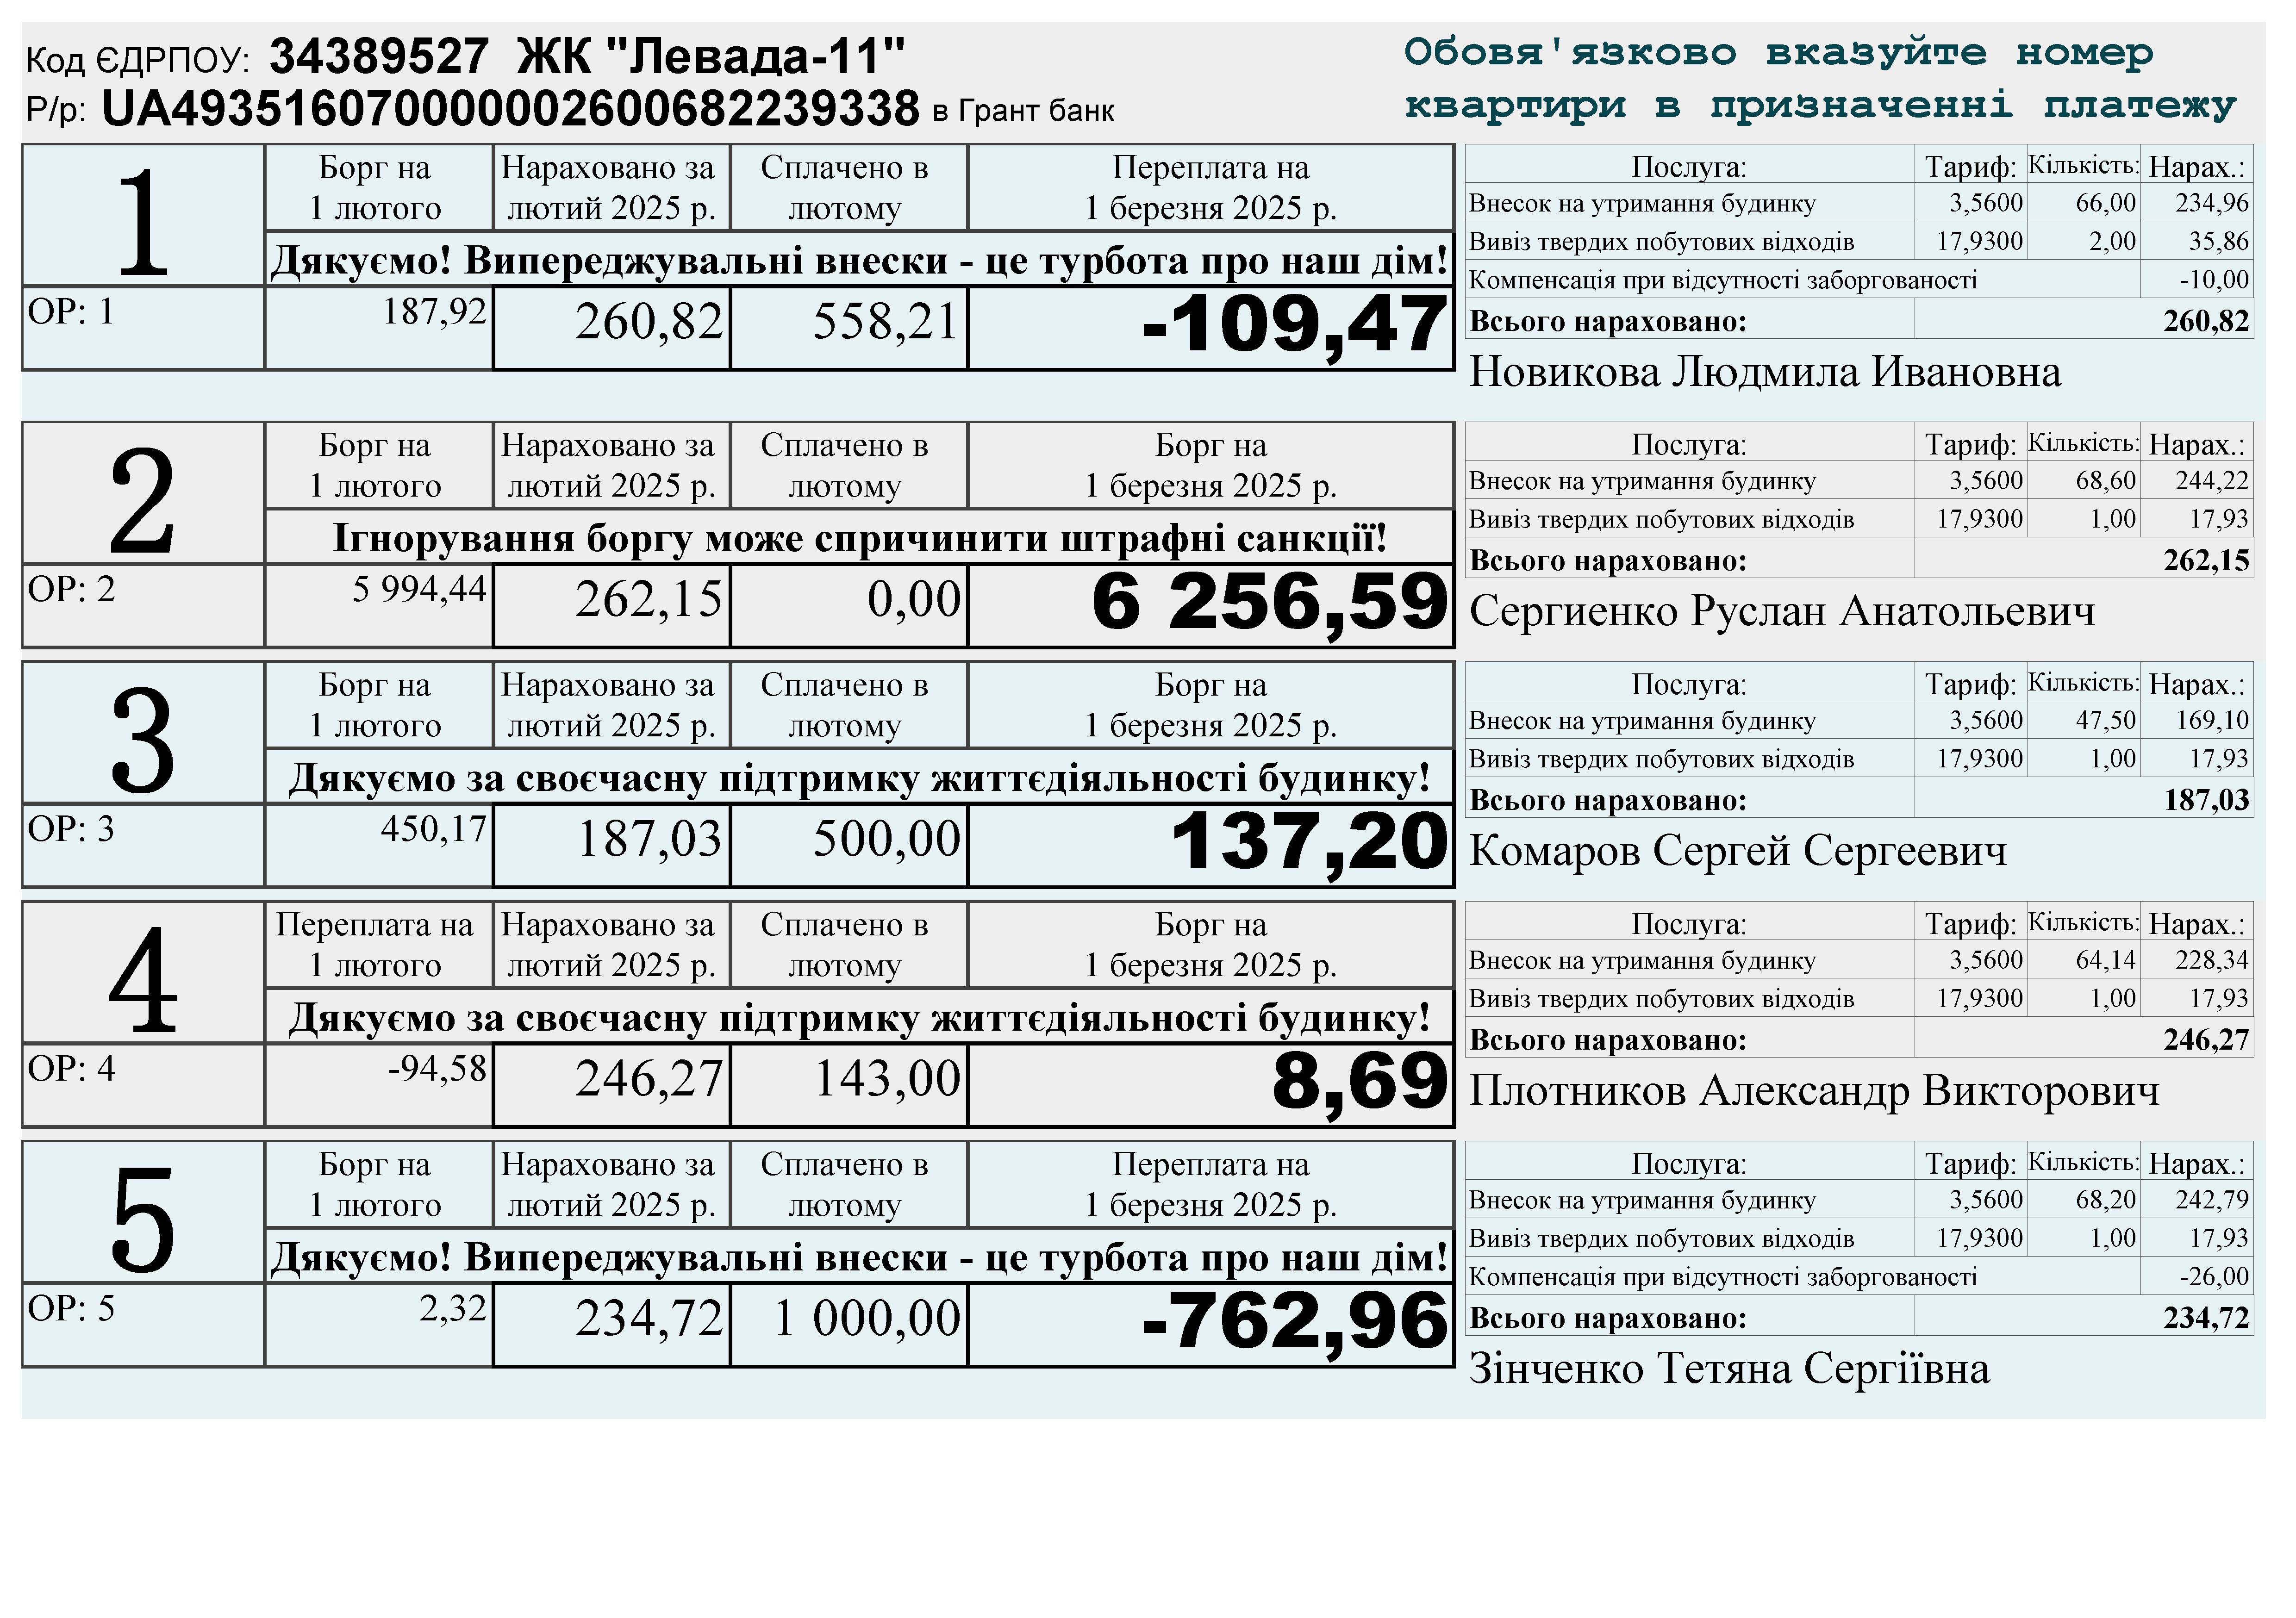 Код ЄДРПОУ: 34389527 ЖК "Левада-11"
Р/р: UA493516070000002600682239338 в Грант банк
Обовя'язково вказуйте номер
квартири в призначенні платежу
1
Борг на 1 лютого
Нараховано за лютий 2025 р.
Сплачено в лютому
Переплата на 1 березня 2025 р.
Дякуємо! Випереджувальні внески - це турбота про наш дім!
ОР: 1 187,92 260,82 558,21 -109,47
Послуга: Тариф: Кількість: Нарах.:
Внесок на утримання будинку 3,5600 66,00 234,96
Вивіз твердих побутових відходів 17,9300 2,00 35,86
Компенсація при відсутності заборгованості -10,00
Всього нараховано: 260,82
Новикова Людмила Ивановна
2
Борг на 1 лютого
Нараховано за лютий 2025 р.
Сплачено в лютому
Борг на 1 березня 2025 р.
Ігнорування боргу може спричинити штрафні санкції!
ОР: 2 5 994,44 262,15 0,00 6 256,59
Послуга: Тариф: Кількість: Нарах.:
Внесок на утримання будинку 3,5600 68,60 244,22
Вивіз твердих побутових відходів 17,9300 1,00 17,93
Всього нараховано: 262,15
Сергиенко Руслан Анатольевич
3
Борг на 1 лютого
Нараховано за лютий 2025 р.
Сплачено в лютому
Борг на 1 березня 2025 р.
Дякуємо за своєчасну підтримку життєдіяльності будинку!
ОР: 3 450,17 187,03 500,00 137,20
Послуга: Тариф: Кількість: Нарах.:
Внесок на утримання будинку 3,5600 47,50 169,10
Вивіз твердих побутових відходів 17,9300 1,00 17,93
Всього нараховано: 187,03
Комаров Сергей Сергеевич
4
Переплата на 1 лютого
Нараховано за лютий 2025 р.
Сплачено в лютому
Борг на 1 березня 2025 р.
Дякуємо за своєчасну підтримку життєдіяльності будинку!
ОР: 4 -94,58 246,27 143,00 8,69
Послуга: Тариф: Кількість: Нарах.:
Внесок на утримання будинку 3,5600 64,14 228,34
Вивіз твердих побутових відходів 17,9300 1,00 17,93
Всього нараховано: 246,27
Плотников Александр Викторович
5
Борг на 1 лютого
Нараховано за лютий 2025 р.
Сплачено в лютому
Переплата на 1 березня 2025 р.
Дякуємо! Випереджувальні внески - це турбота про наш дім!
ОР: 5 2,32 234,72 1 000,00 -762,96
Послуга: Тариф: Кількість: Нарах.:
Внесок на утримання будинку 3,5600 68,20 242,79
Вивіз твердих побутових відходів 17,9300 1,00 17,93
Компенсація при відсутності заборгованості -26,00
Всього нараховано: 234,72
Зінченко Тетяна Сергіївна